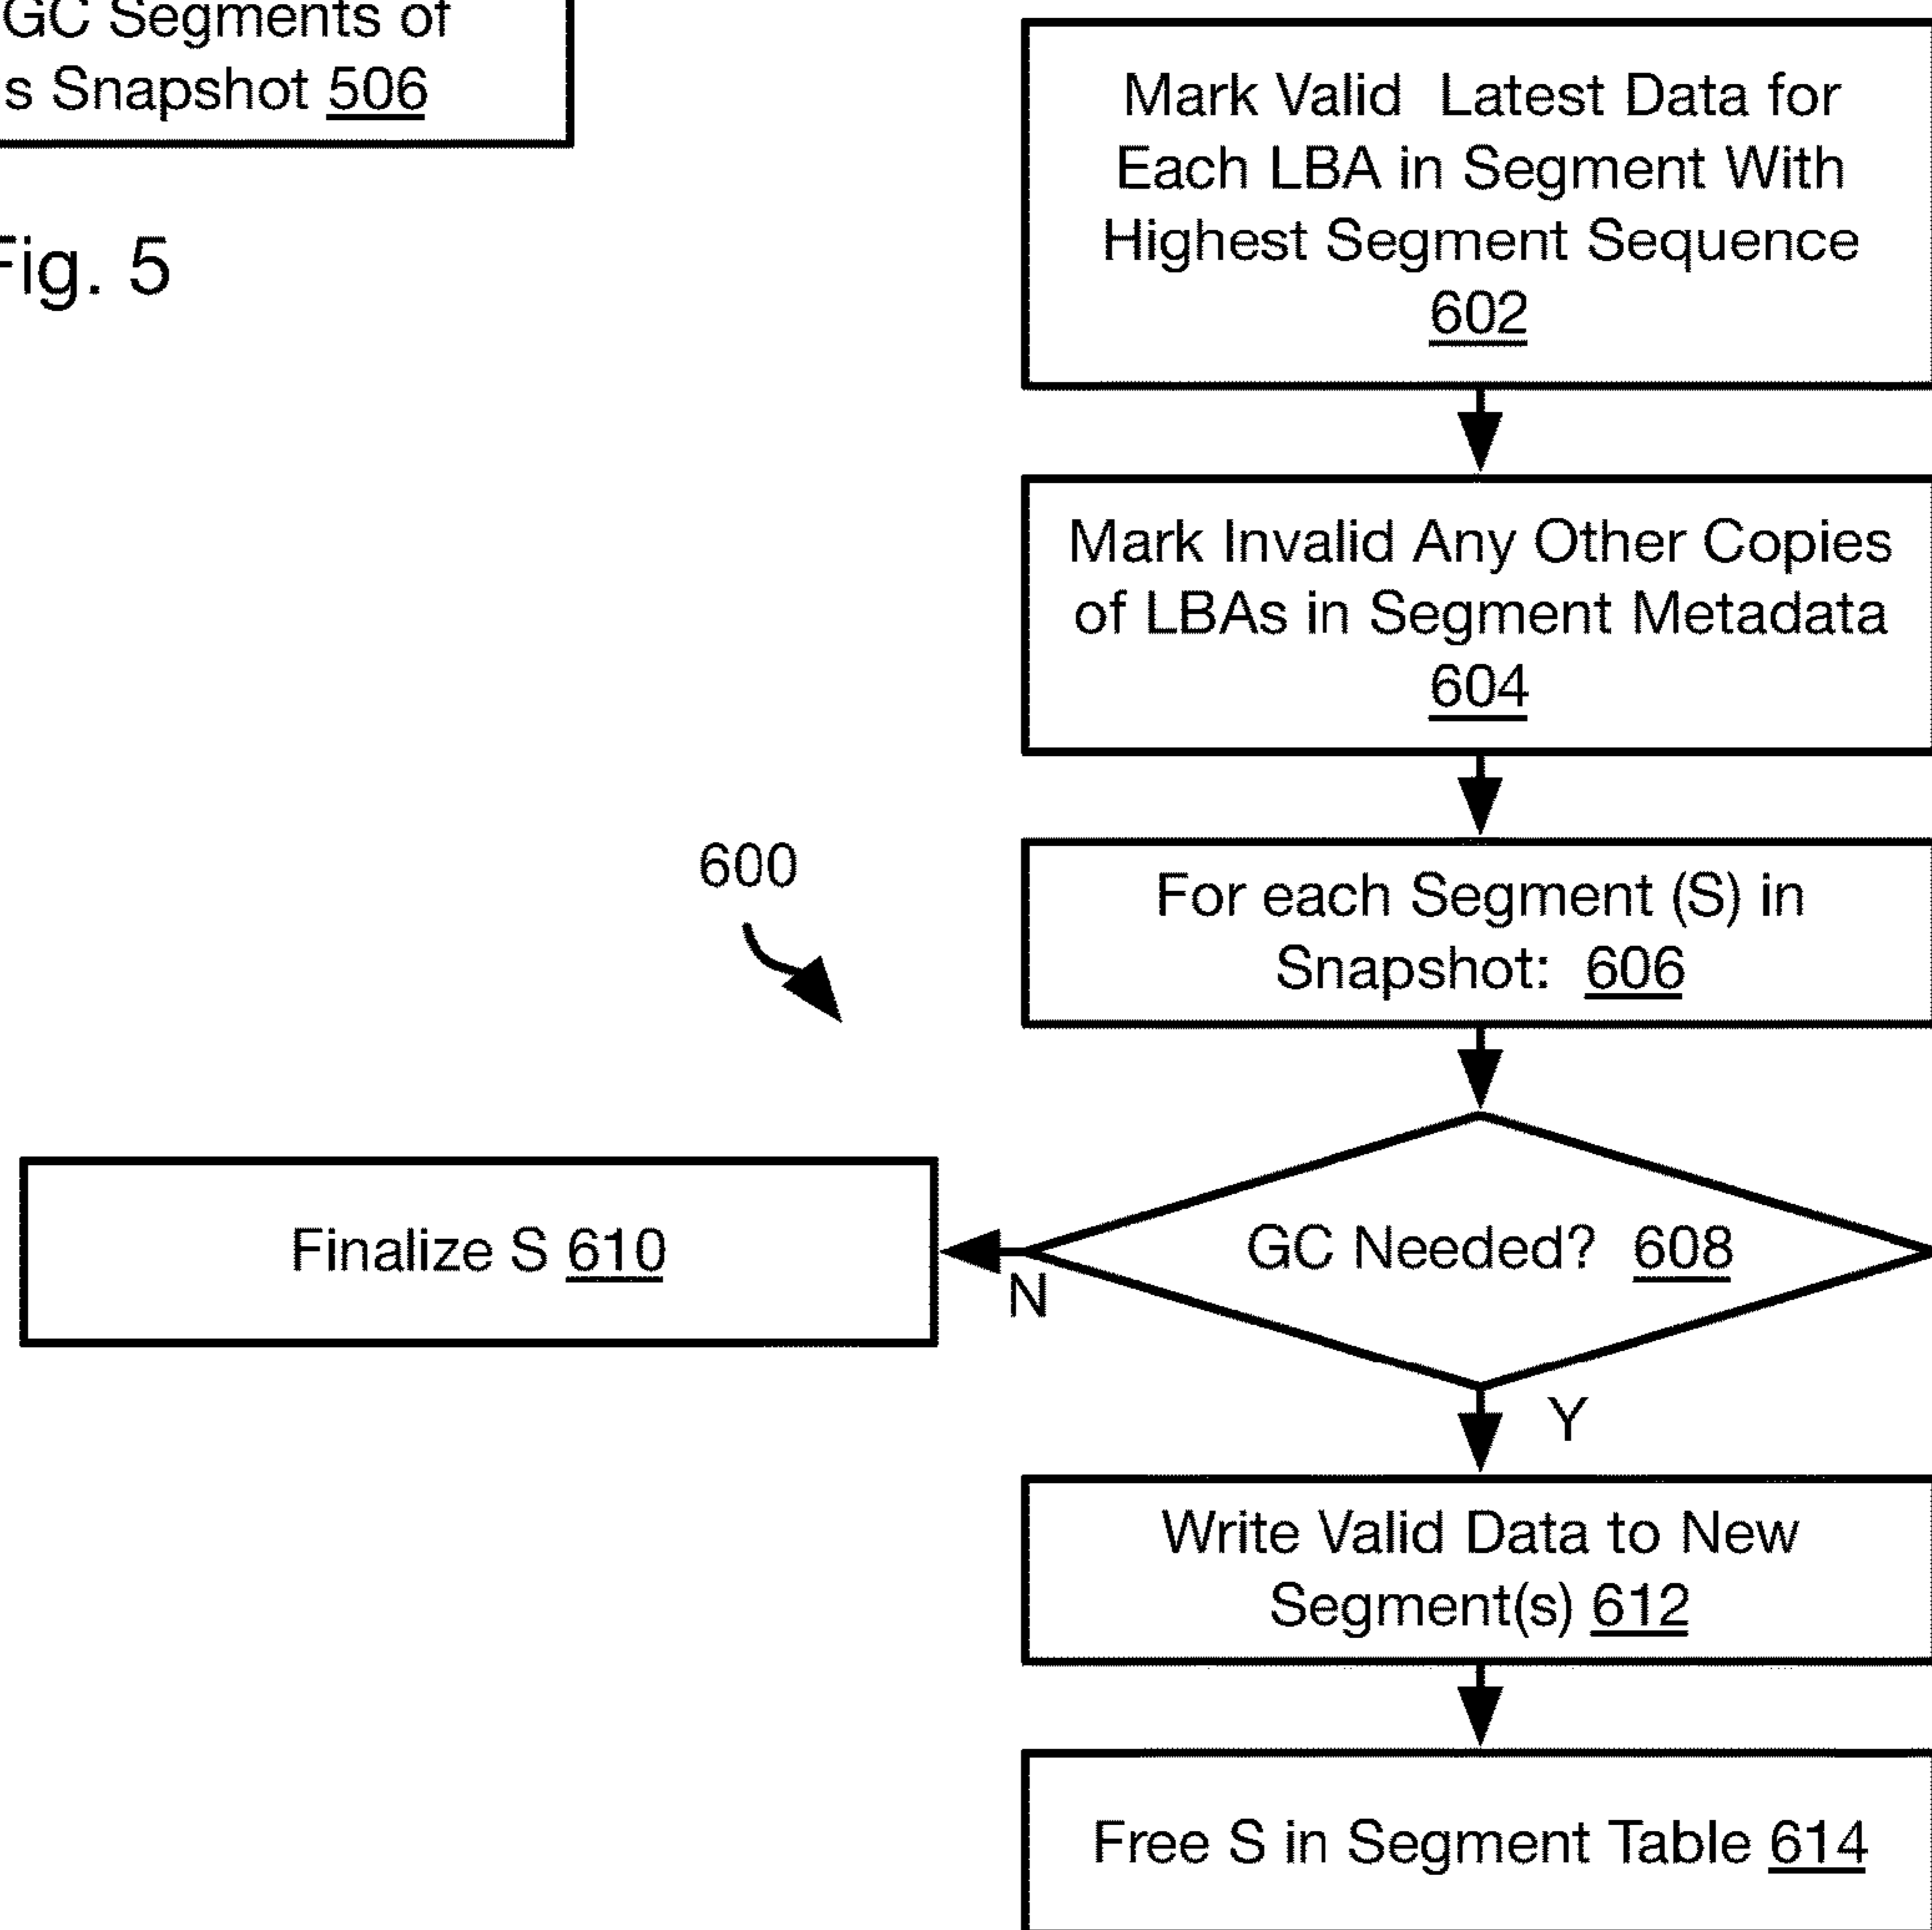 GC Segments of
s Snapshot 506
Fig. 5
Mark Valid Latest Data for
Each LBA in Segment With
Highest Segment Sequence
602
Mark Invalid Any Other Copies
of LBAs in Segment Metadata
604
600
For each Segment (S) in
Snapshot: 606
Finalize S 610
N
GC Needed? 608
Y
Write Valid Data to New
Segment(s) 612
Free S in Segment Table 614